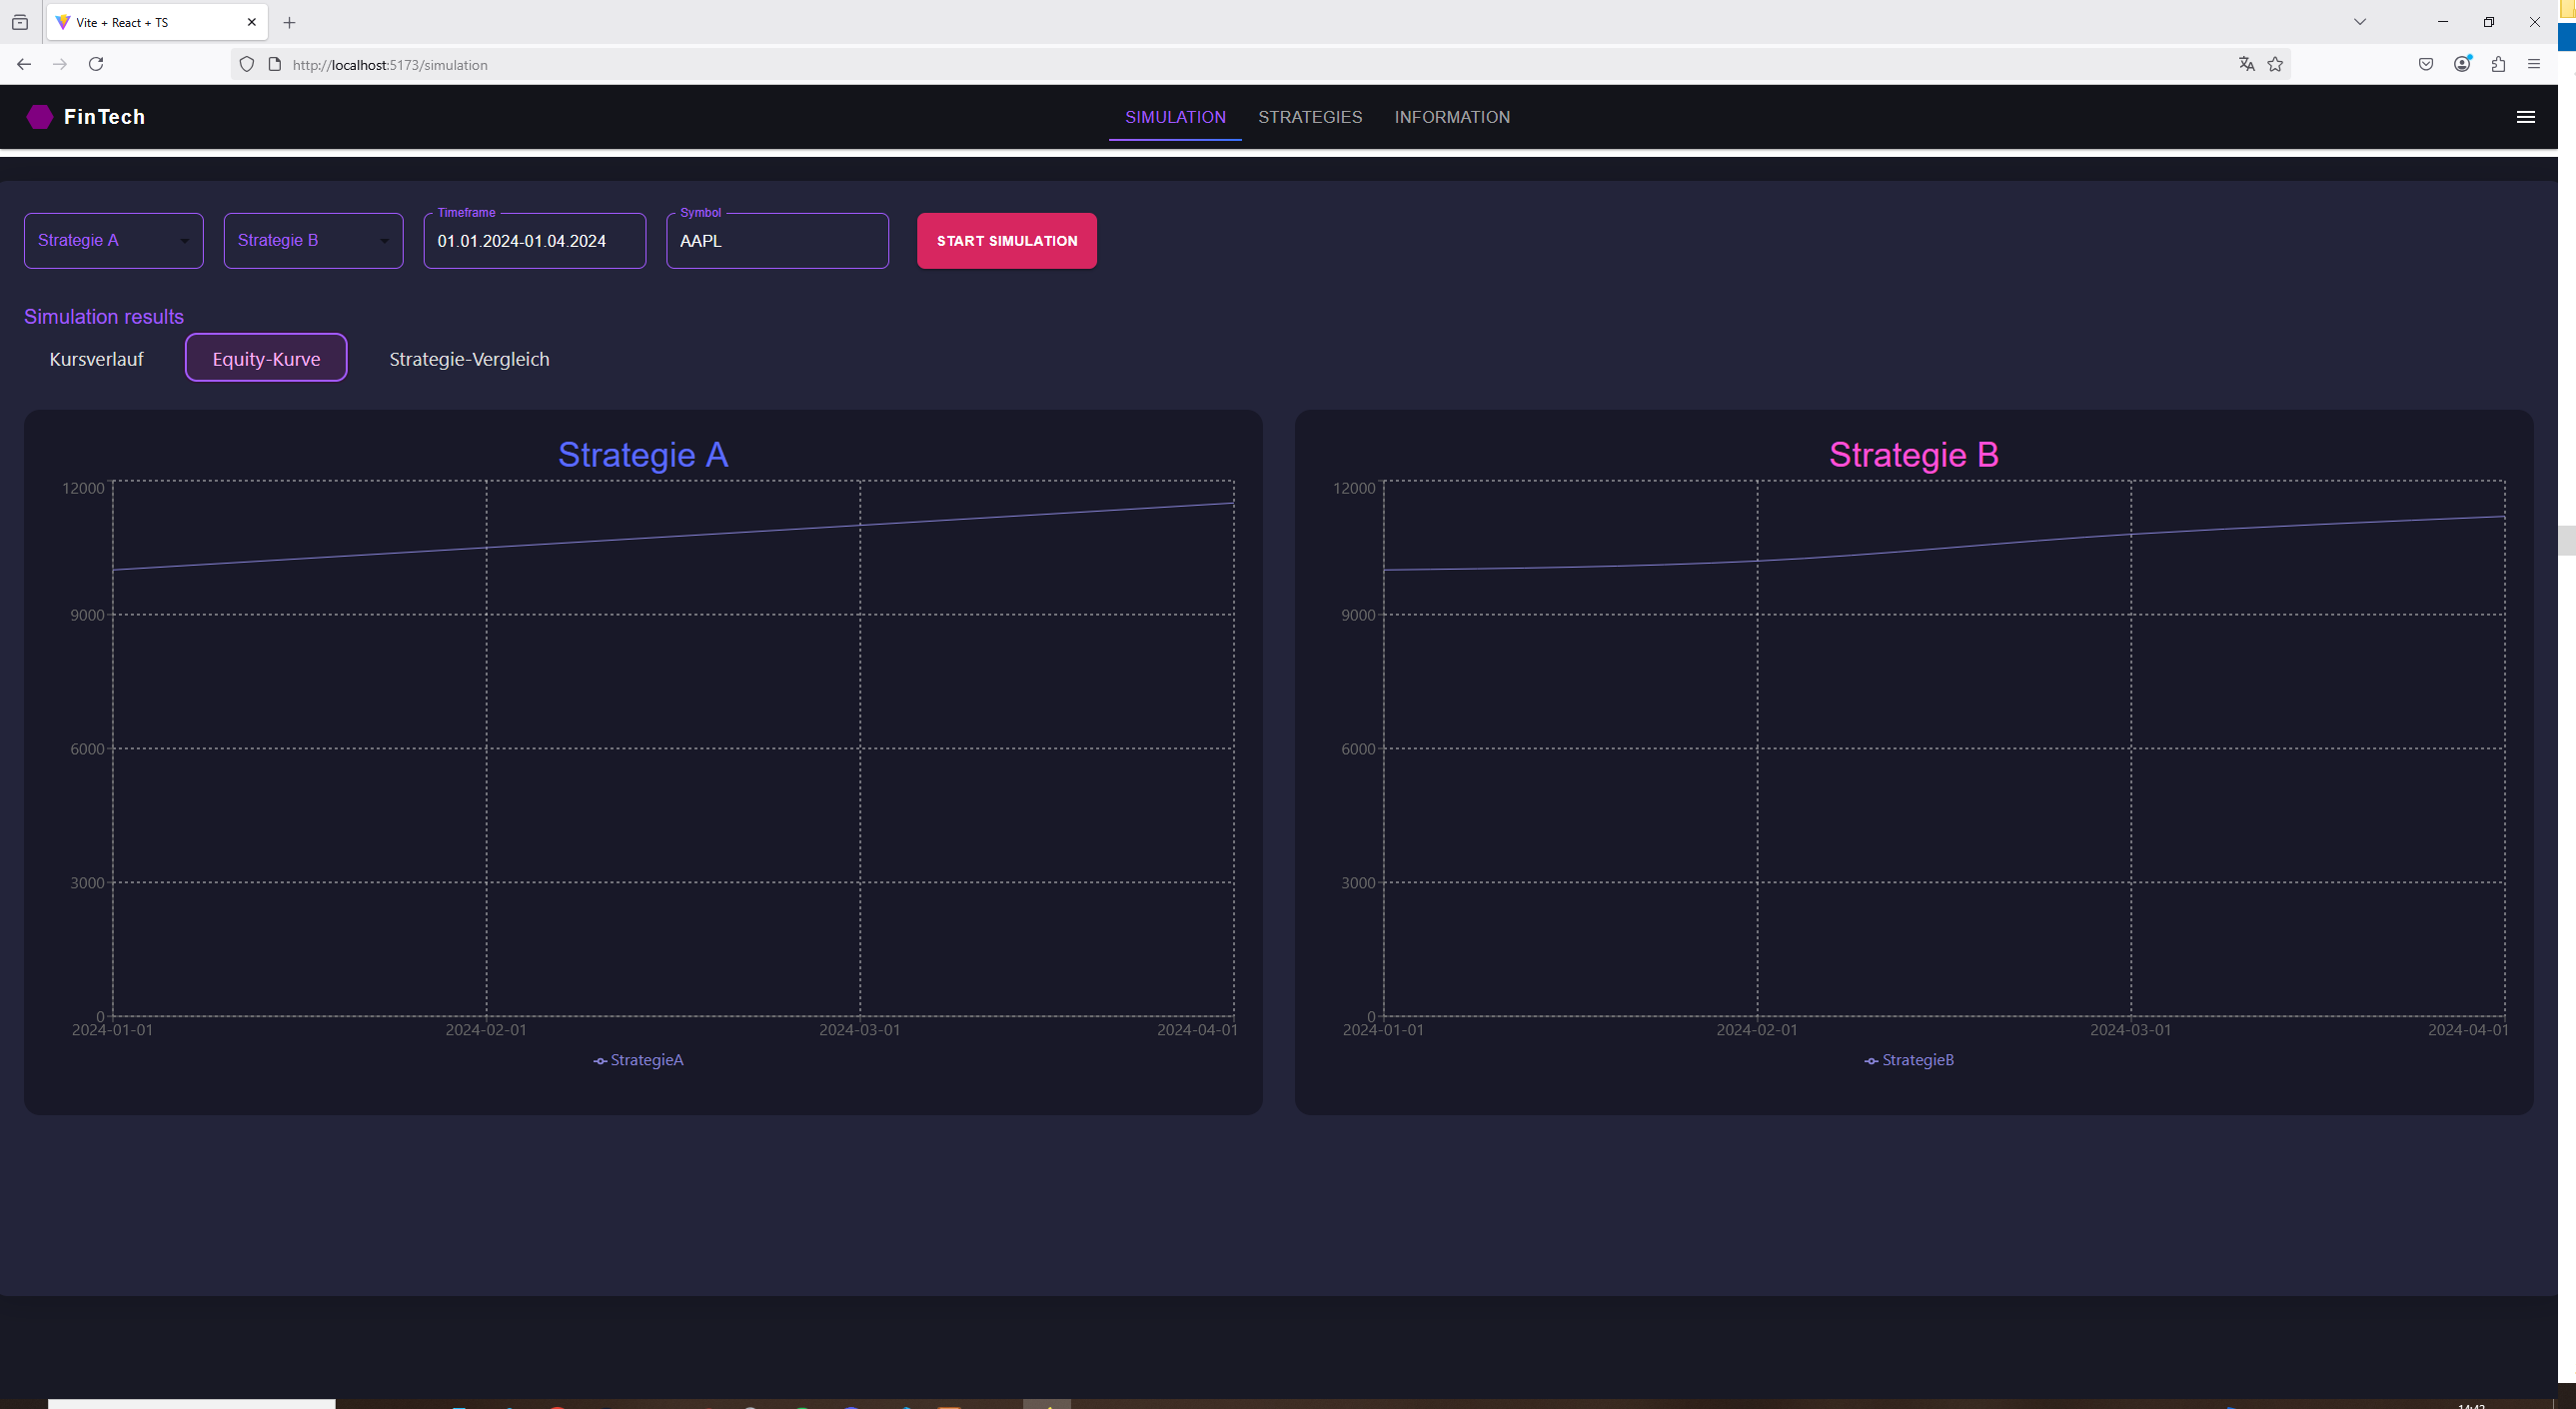 Vite + React + TS
http://localhost:5173/simulation
FinTech
SIMULATION STRATEGIES INFORMATION
Timeframe Symbol
Strategie A Strategie B 01.01.2024-01.04.2024 AAPL START SIMULATION
Simulation results
Kursverlauf Equity-Kurve Strategie-Vergleich
Strategie A
12000
9000
6000
3000
0
2024-01-01 2024-02-01 2024-03-01 2024-04-01
StrategieA
Strategie B
12000
9000
6000
3000
0
2024-01-01 2024-02-01 2024-03-01 2024-04-01
StrategieB